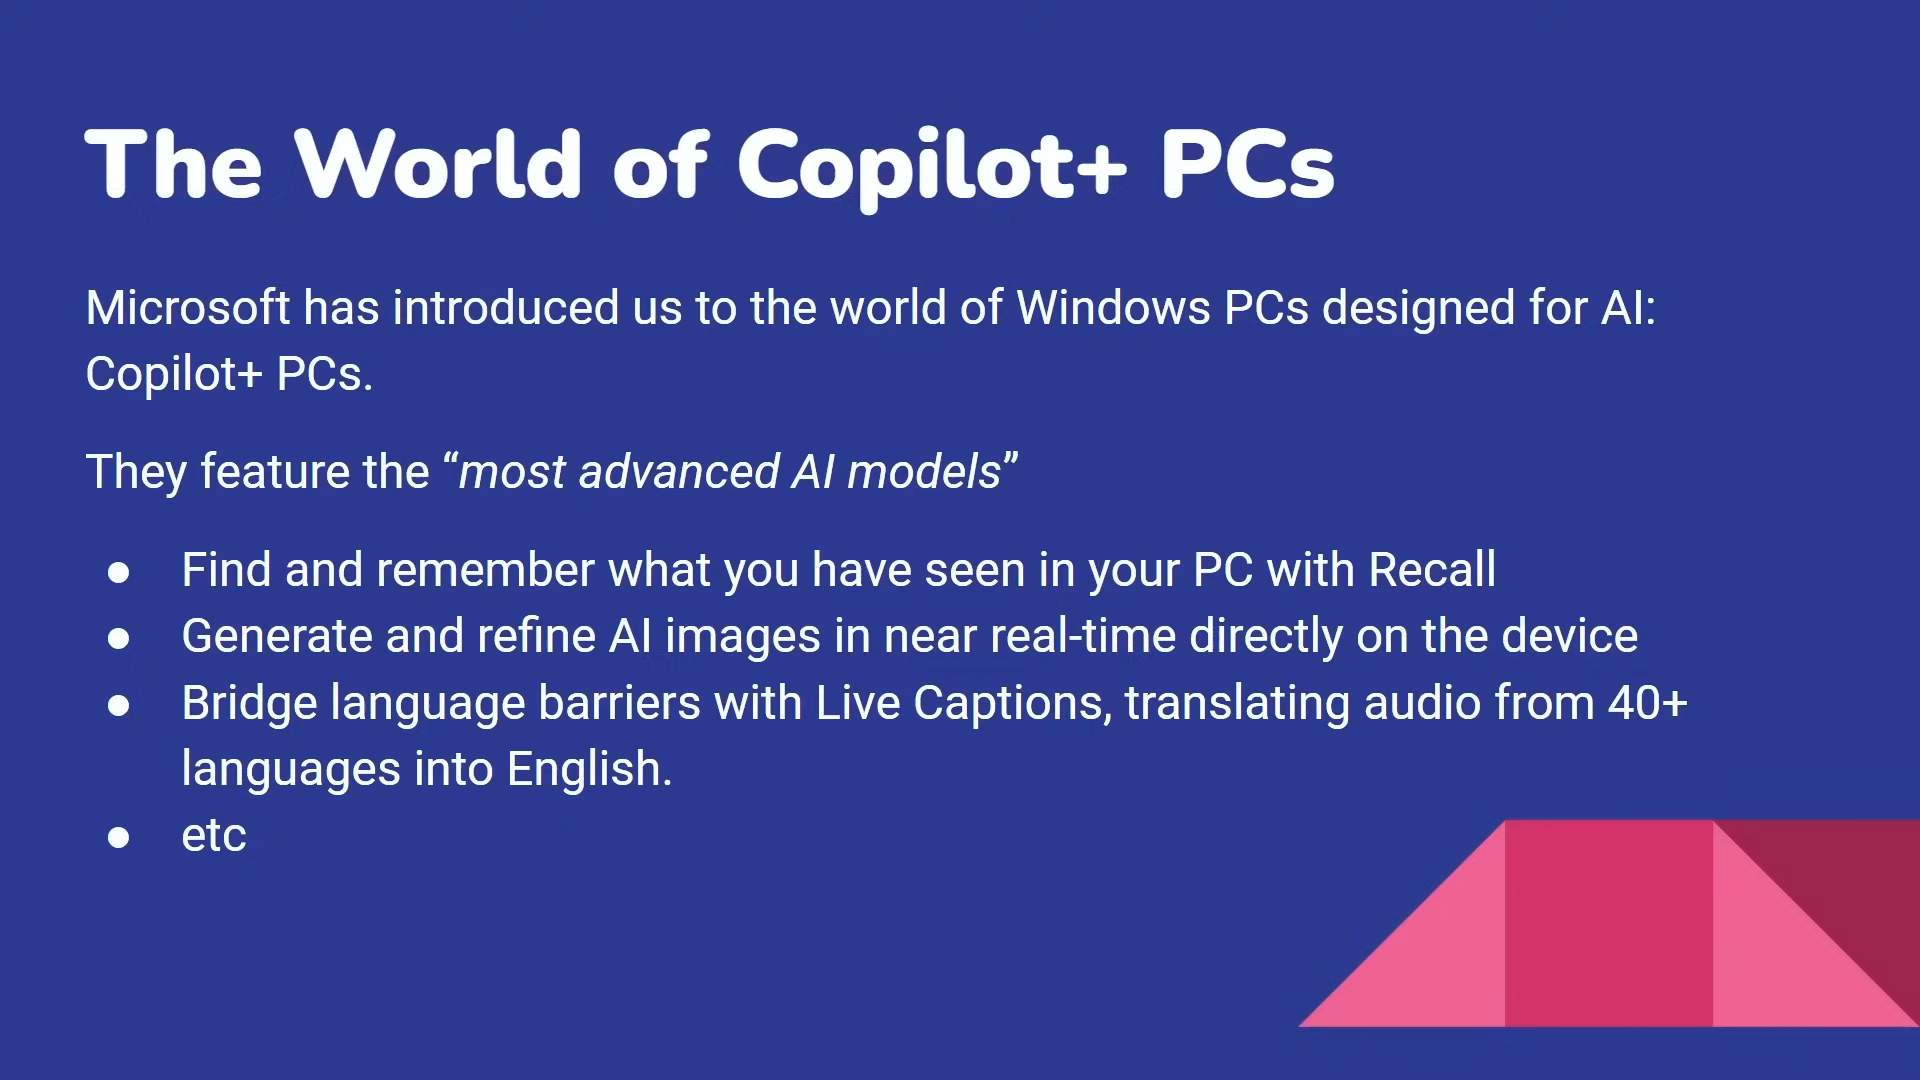 The World of Copilot+ PCs
Microsoft has introduced us to the world of Windows PCs designed for AI:
Copilot+ PCs.
They feature the “most advanced AI models”
● Find and remember what you have seen in your PC with Recall
● Generate and refine AI images in near real-time directly on the device
● Bridge language barriers with Live Captions, translating audio from 40+
languages into English.
● etc